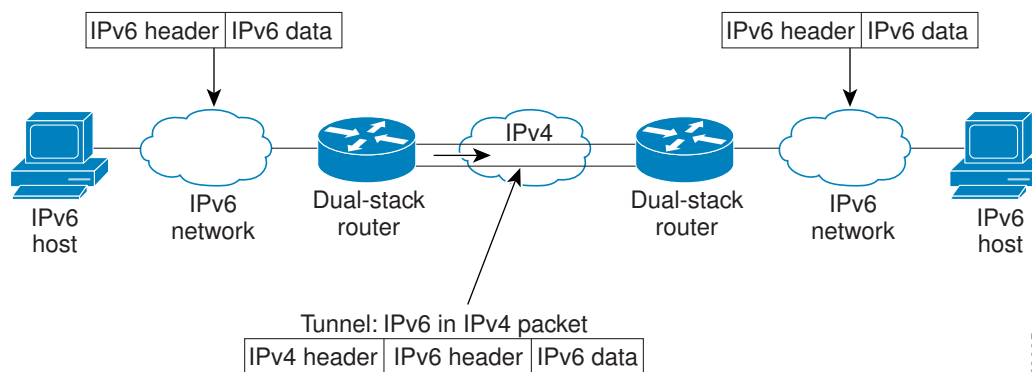 IPv6 header IPv6 data
IPv6 header IPv6 data
IPv4
IPv6
host
IPv6
network
Dual-stack
router
Dual-stack
router
IPv6
network
IPv6
host
Tunnel: IPv6 in IPv4 packet
IPv4 header IPv6 header IPv6 data